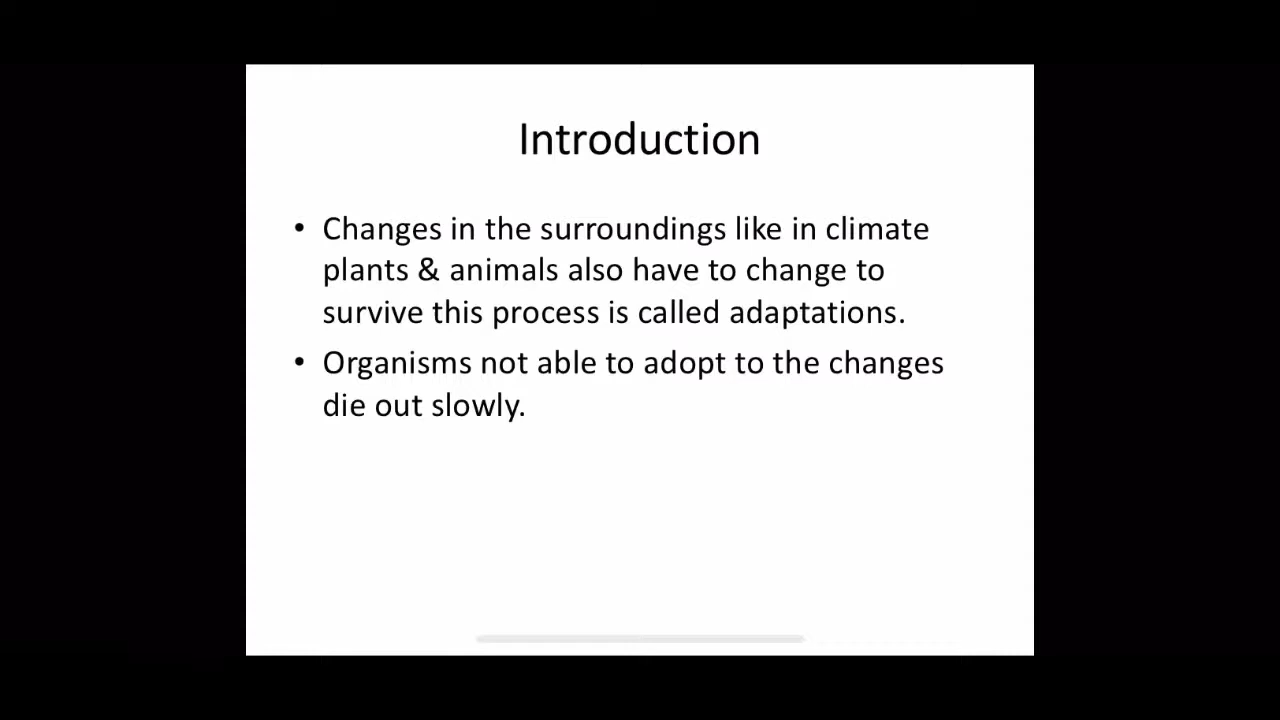 Introduction
• Changes in the surroundings like in climate
plants & animals also have to change to
survive this process is called adaptations.
• Organisms not able to adopt to the changes
die out slowly.